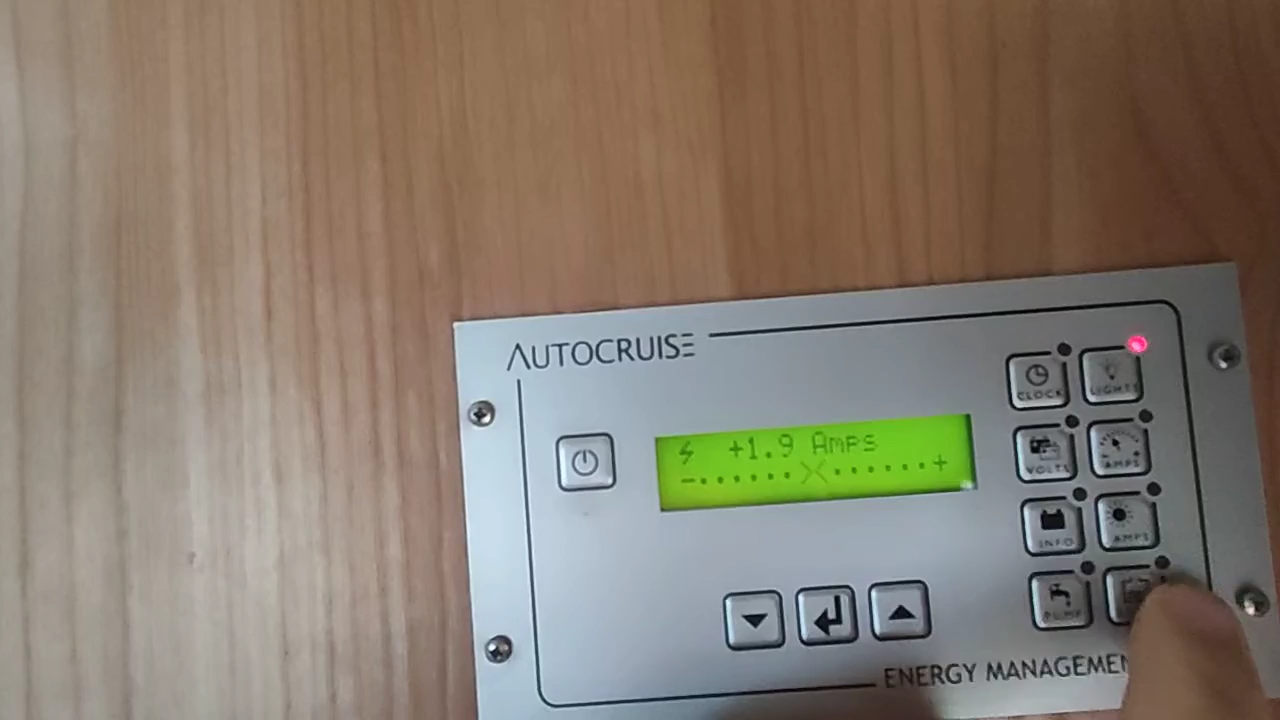 AUTOCRUISE
CLOCK
LIGHTS
+1.9 Amps
-......X.......+
VOLTS
AMPS
INFO
AMPS
PUMP
ENERGY MANAGEMEN